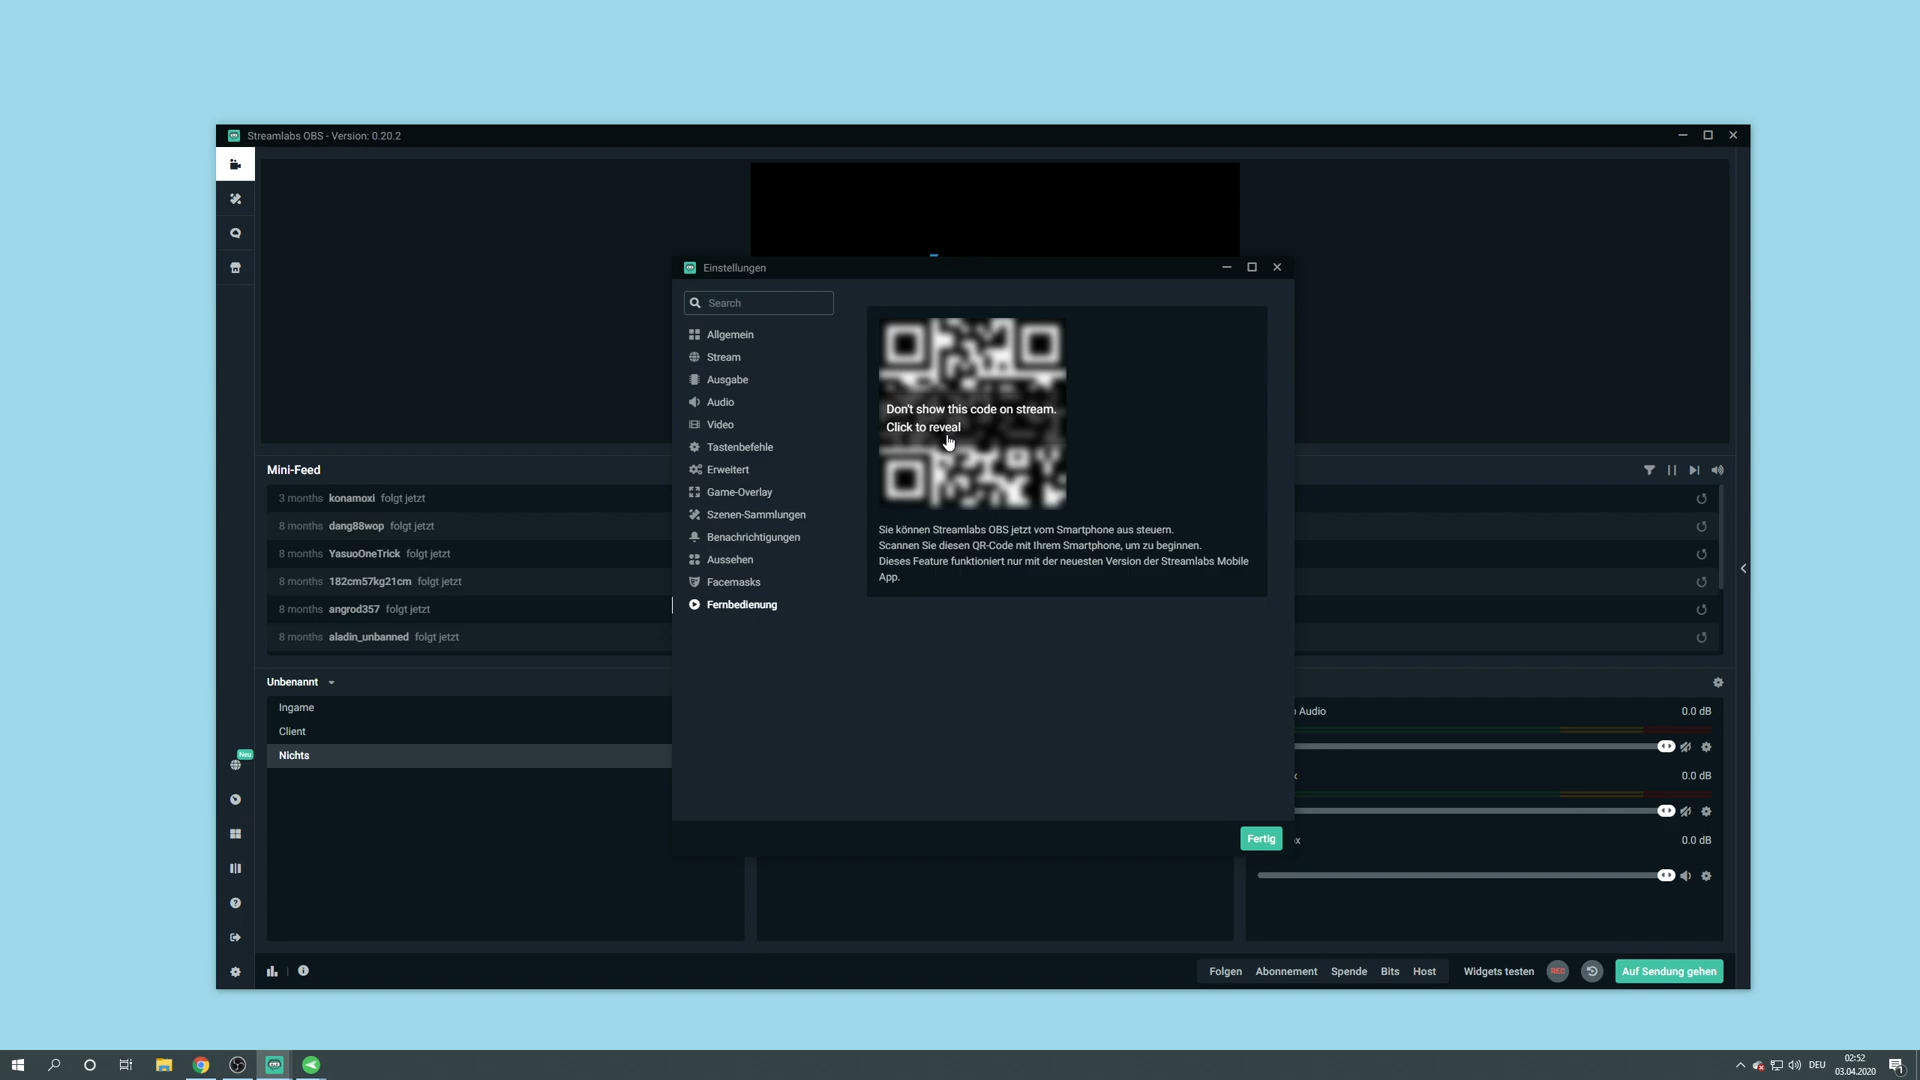 Streamlabs OBS - Version: 0.20.2
Einstellungen
Search
Allgemein
Stream
Ausgabe
Audio
Video
Tastenbefehle
Erweitert
Game-Overlay
Szenen-Sammlungen
Benachrichtigungen
Aussehen
Facemasks
Fernbedienung
Don't show this code on stream.
Click to reveal
Sie können Streamlabs OBS jetzt vom Smartphone aus steuern.
Scannen Sie diesen QR-Code mit Ihrem Smartphone, um zu beginnen.
Dieses Feature funktioniert nur mit der neuesten Version der Streamlabs Mobile
App.
Fertig
Mini-Feed
3 months konamoxi folgt jetzt
8 months dang88wop folgt jetzt
8 months YasuoOneTrick folgt jetzt
8 months 182cm57kg21cm folgt jetzt
8 months angrod357 folgt jetzt
8 months aladin_unbanned folgt jetzt
Unbenannt
Ingame
Client
Nichts
Neu
Audio 0.0 dB
0.0 dB
0.0 dB
Folgen Abonnement Spende Bits Host Widgets testen REC Auf Sendung gehen
DEU
02:52
03.04.2020